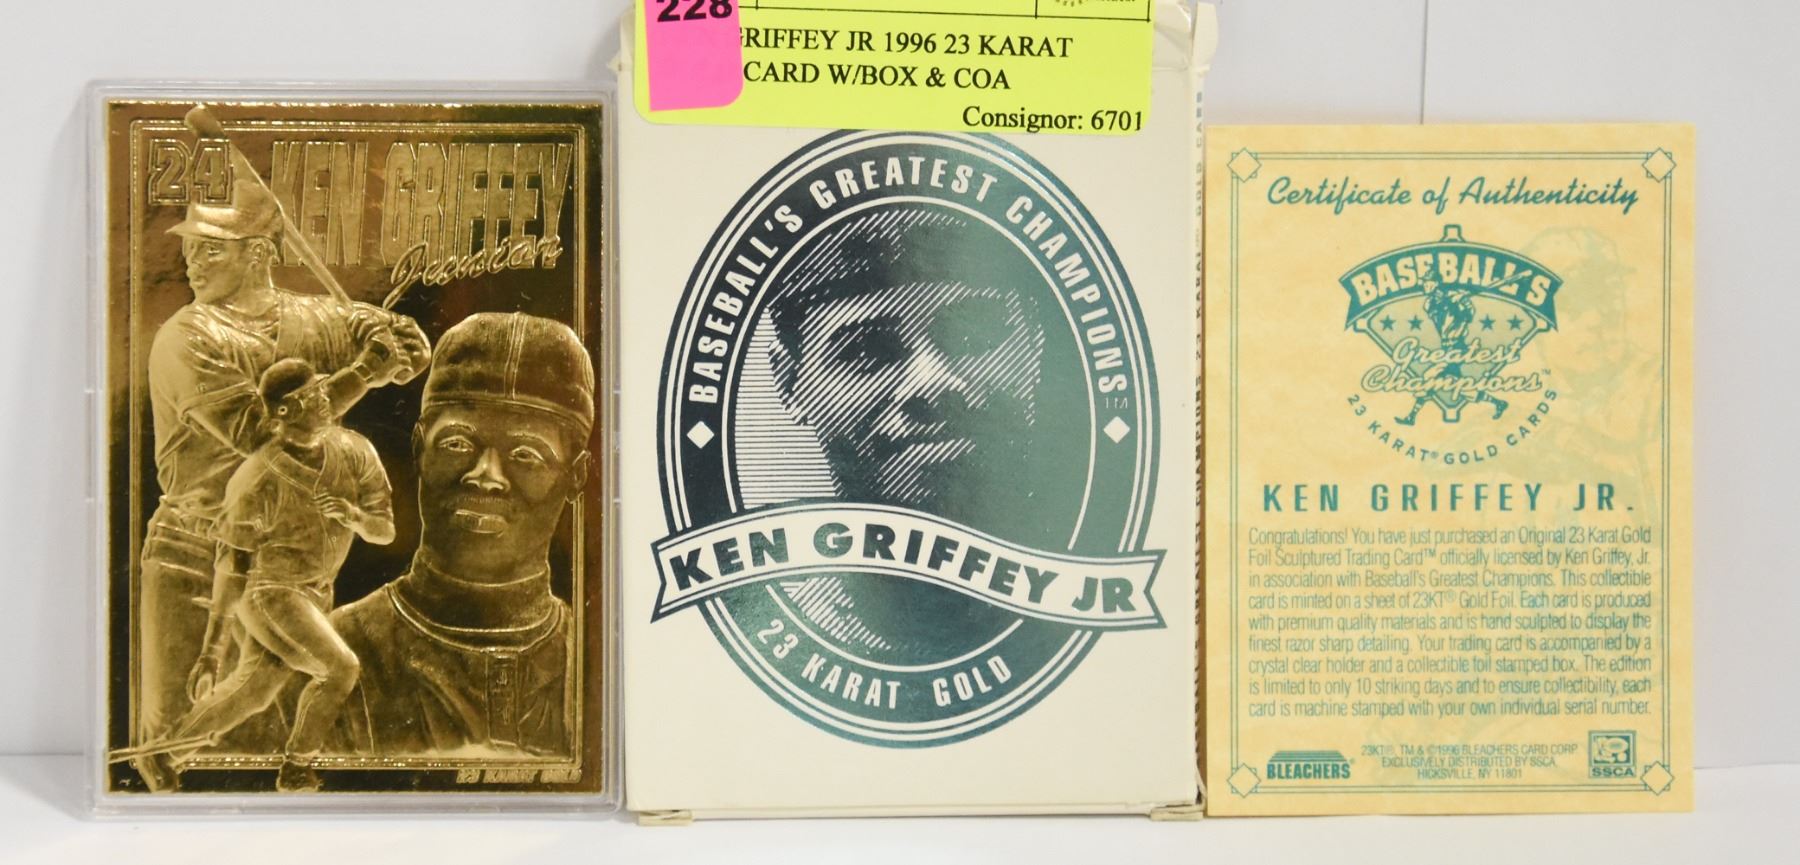 228
GRIFFEY JR 1996 23 KARAT
CARD W/BOX & COA
Consignor: 6701
24 KEN GRIFFEY
Junior
23 KARAT GOLD
BASEBALL'S GREATEST CHAMPIONS™
KEN GRIFFEY JR
23 KARAT GOLD
Certificate of Authenticity
BASEBALL'S
Greatest
Champions™
23 KARAT® GOLD CARDS
KEN GRIFFEY JR.
Congratulations! You have just purchased an Original 23 Karat Gold
Foil Sculptured Trading Card™ officially licensed by Ken Griffey, Jr.
in association with Baseball's Greatest Champions. This collectible
card is minted on a sheet of 23KT® Gold Foil. Each card is produced
with premium quality materials and is hand sculpted to display the
finest razor sharp detailing. Your trading card is accompanied by a
crystal clear holder and a collectible foil stamped box. The edition
is limited to only 10 striking days and to ensure collectibility, each
card is machine stamped with your own individual serial number.
BLEACHERS®
23KT®, TM & ©1996 BLEACHERS CARD CORP.
EXCLUSIVELY DISTRIBUTED BY SSCA,
HICKSVILLE, NY 11801
SSCA